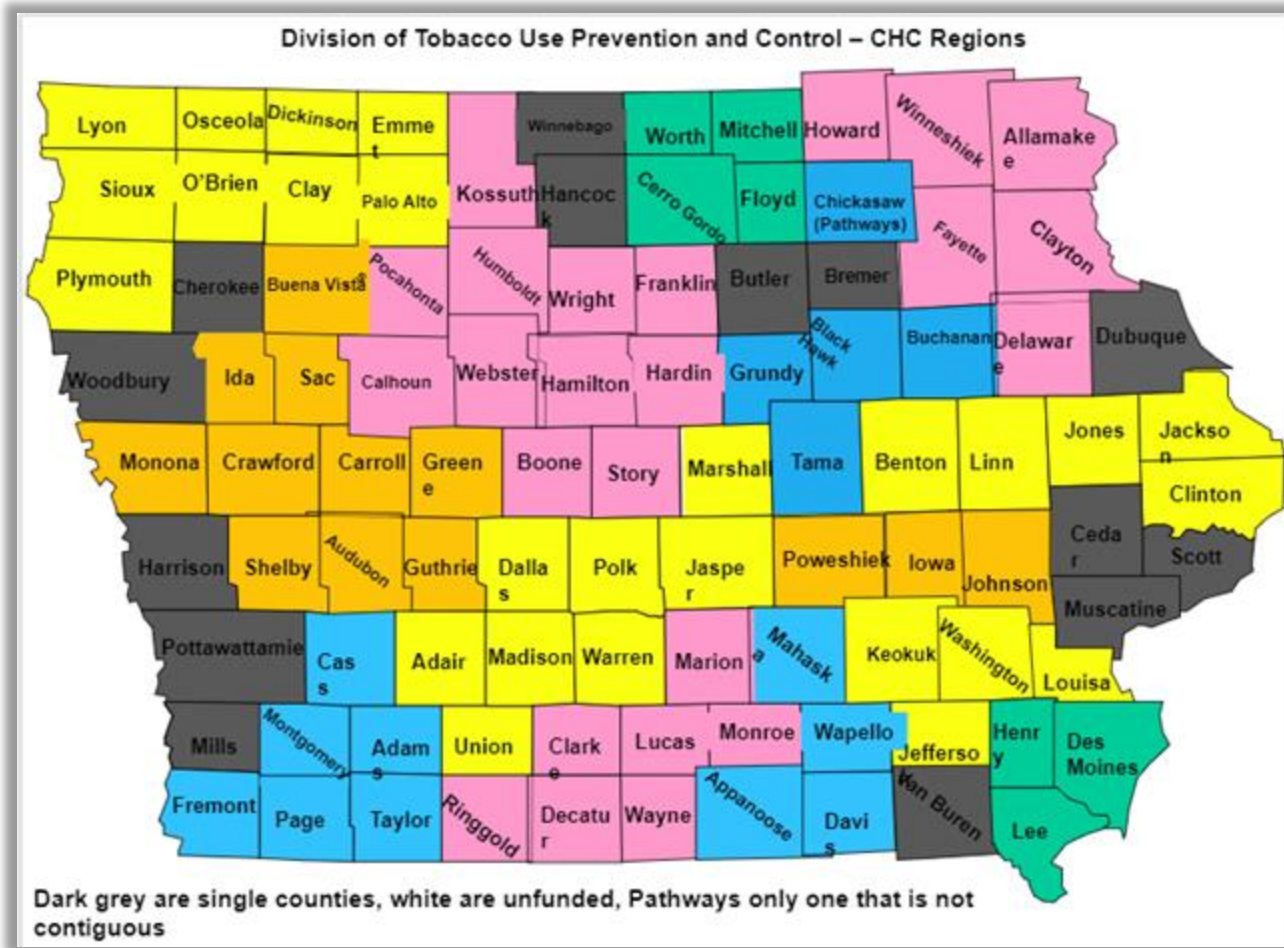 Division of Tobacco Use Prevention and Control – CHC Regions
Lyon
Osceola
Dickinson
Emme
t
Kossuth
Winnebago
Worth
Mitchell
Howard
Winneshiek
Allamake
e
Sioux
O'Brien
Clay
Palo Alto
Hancoc
k
Cerro Gordo
Floyd
Chickasaw
(Pathways)
Fayette
Clayton
Plymouth
Cherokee
Buena Vista
Pocahonta
s
Humboldt
Wright
Franklin
Butler
Bremer
Woodbury
Ida
Sac
Calhoun
Webster
Hamilton
Hardin
Grundy
Black
Hawk
Buchanan
Delawar
e
Dubuque
Monona
Crawford
Carroll
Green
e
Boone
Story
Marshall
Tama
Benton
Linn
Jones
Jackso
n
Clinton
Harrison
Shelby
Audubon
Guthrie
Dalla
s
Polk
Jaspe
r
Poweshiek
Iowa
Johnson
Ceda
r
Scott
Muscatine
Pottawattamie
Cas
s
Adair
Madison
Warren
Marion
Mahask
a
Keokuk
Washington
Louisa
Mills
Montgomery
Adam
s
Union
Clark
e
Lucas
Monroe
Wapello
Jefferso
n
Henr
y
Des
Moines
Fremont
Page
Taylor
Ringgold
Decatu
r
Wayne
Appanoose
Davi
s
Van Buren
Lee
Dark grey are single counties, white are unfunded, Pathways only one that is not
contiguous